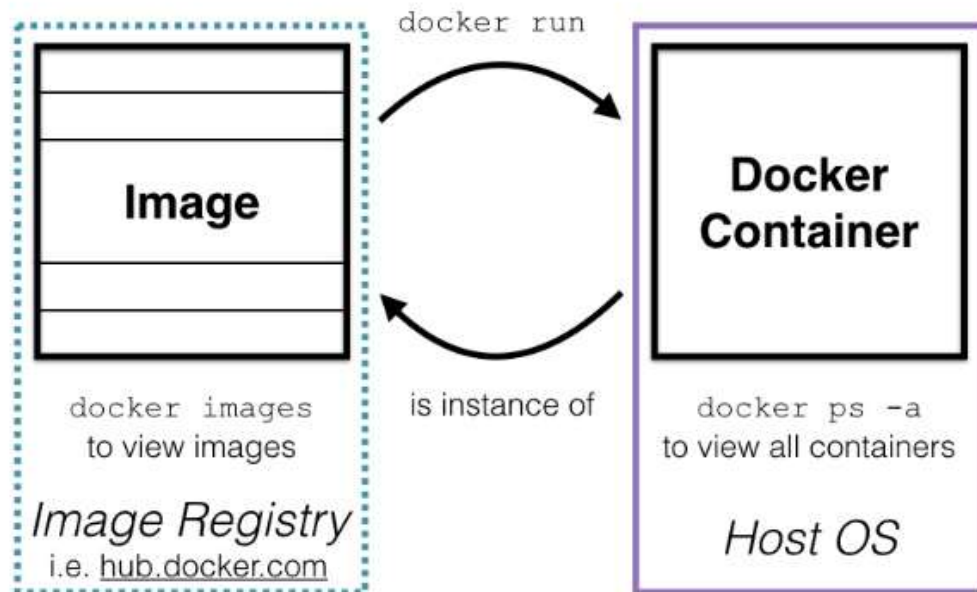 docker run
Image
Docker
Container
docker images
to view images
is instance of
docker ps -a
to view all containers
Image Registry
i.e. hub.docker.com
Host OS